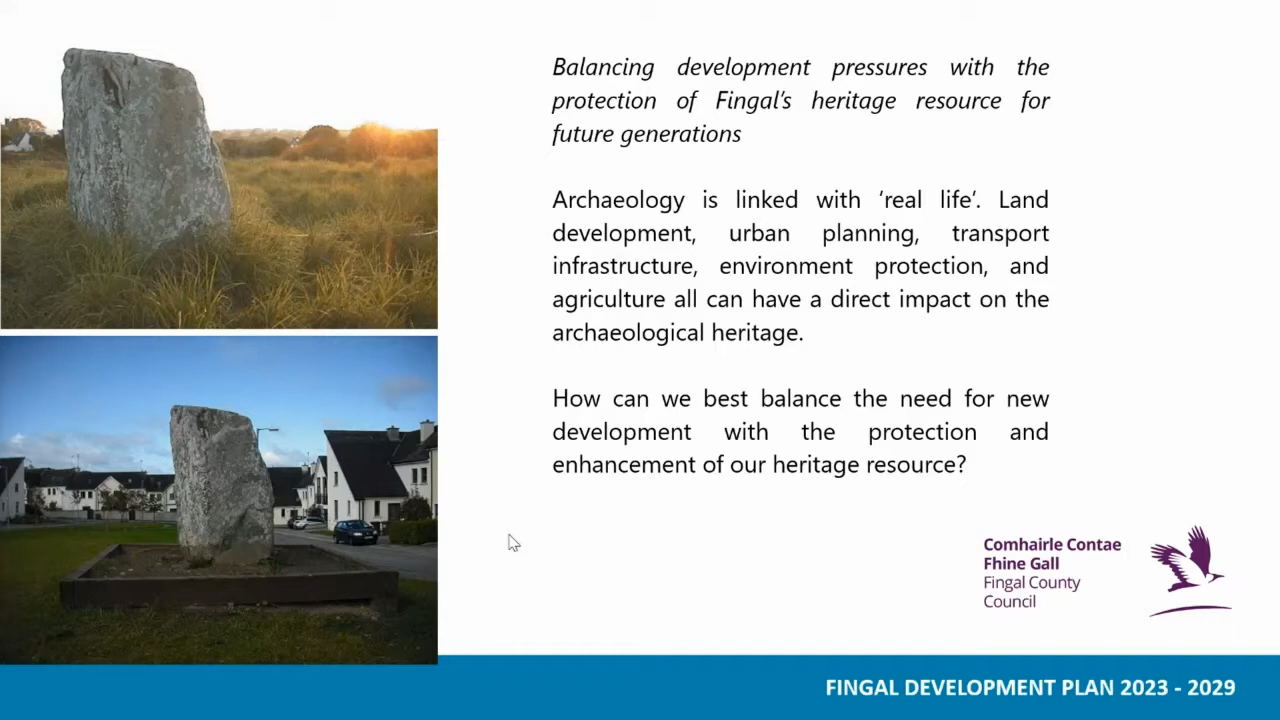 Balancing development pressures with the
protection of Fingal's heritage resource for
future generations
Archaeology is linked with ‘real life‘. Land
development, urban planning, transport
infrastructure, environment protection, and
agriculture all can have a direct impact on the
archaeological heritage.
How can we best balance the need for new
development with the protection and
enhancement of our heritage resource?
Comhairle Contae
Fhine Gall
Fingal County
Council
FINGAL DEVELOPMENT PLAN 2023 - 2029